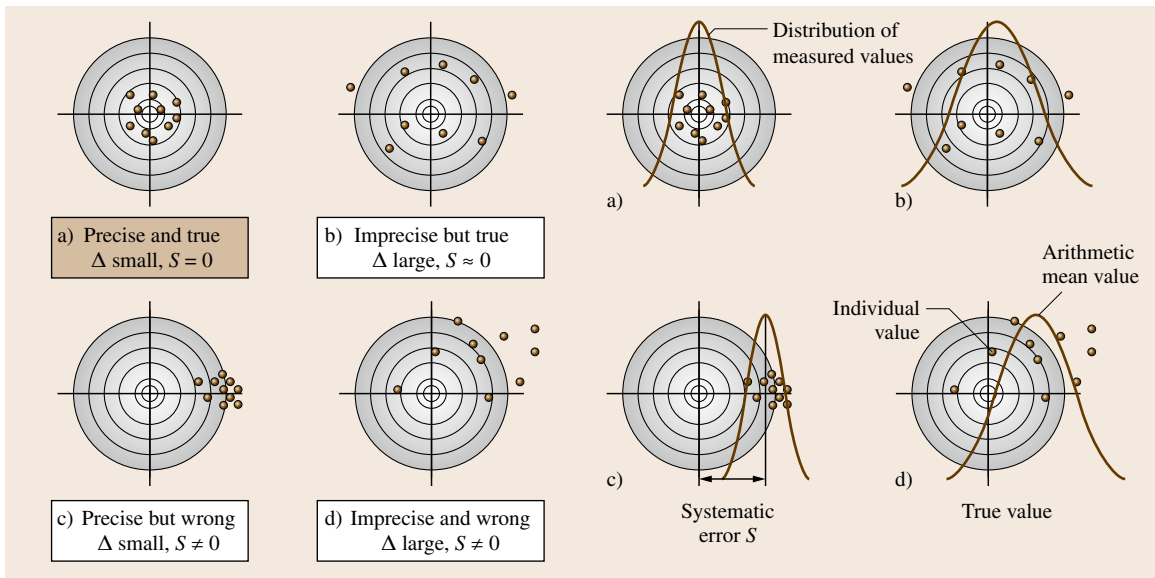 Distribution of
measured values
a)
b)
a) Precise and true
Δ small, S = 0
b) Imprecise but true
Δ large, S ≈ 0
Arithmetic
mean value
Individual
value
c)
d)
c) Precise but wrong
Δ small, S ≠ 0
d) Imprecise and wrong
Δ large, S ≠ 0
Systematic
error S
True value